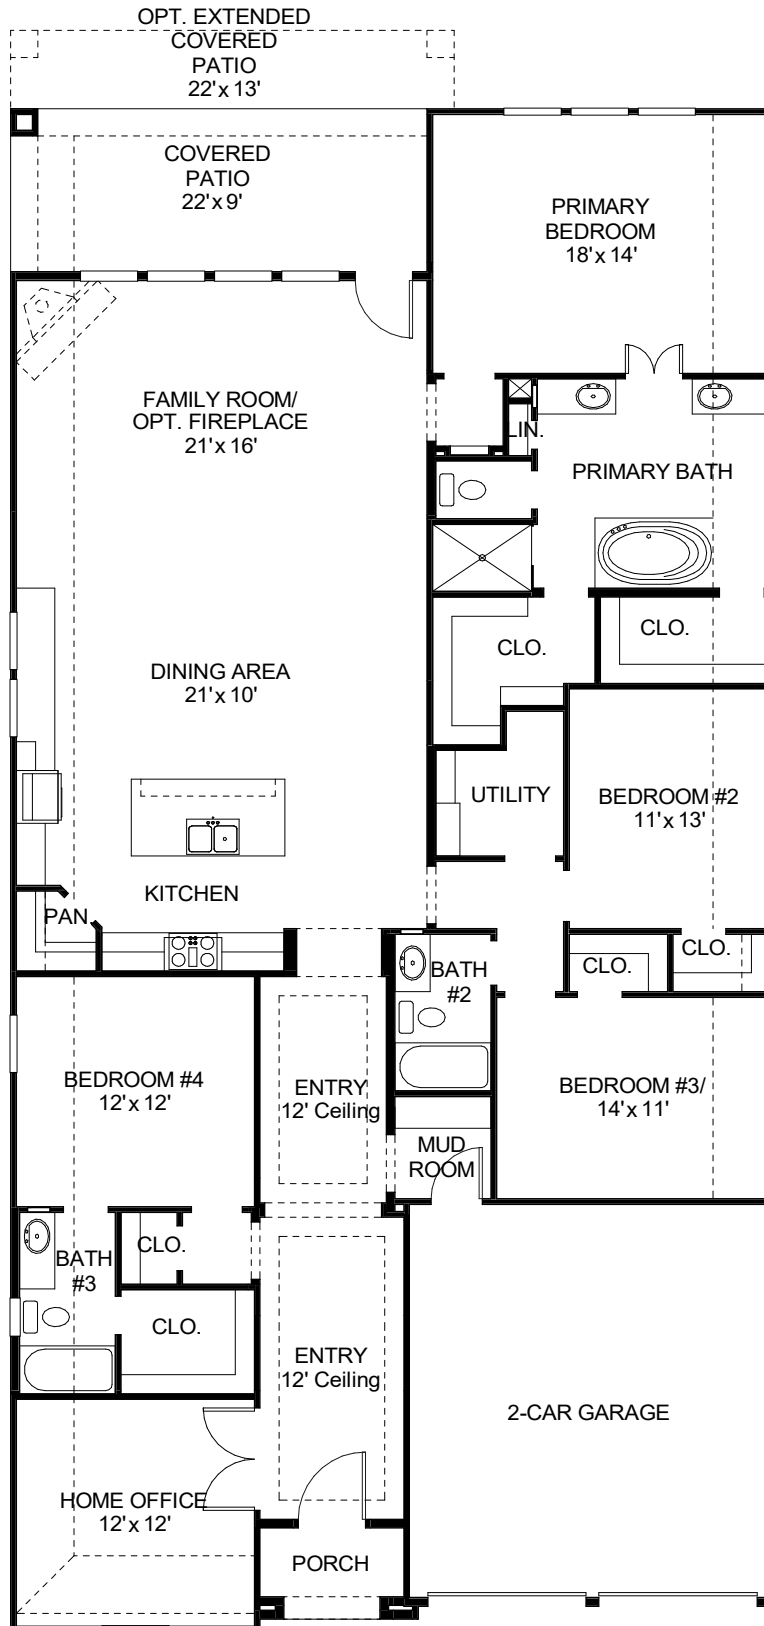 OPT. EXTENDED
COVERED
PATIO
22' x 13'
COVERED
PATIO
22' x 9'
PRIMARY
BEDROOM
18' x 14'
FAMILY ROOM/
OPT. FIREPLACE
21' x 16'
LIN.
PRIMARY BATH
CLO.
CLO.
DINING AREA
21' x 10'
UTILITY
BEDROOM #2
11' x 13'
KITCHEN
PAN.
BATH
#2
CLO.
CLO.
BEDROOM #4
12' x 12'
ENTRY
12' Ceiling
BEDROOM #3/
14' x 11'
MUD
ROOM
BATH
#3
CLO.
CLO.
ENTRY
12' Ceiling
2-CAR GARAGE
HOME OFFICE
12' x 12'
PORCH